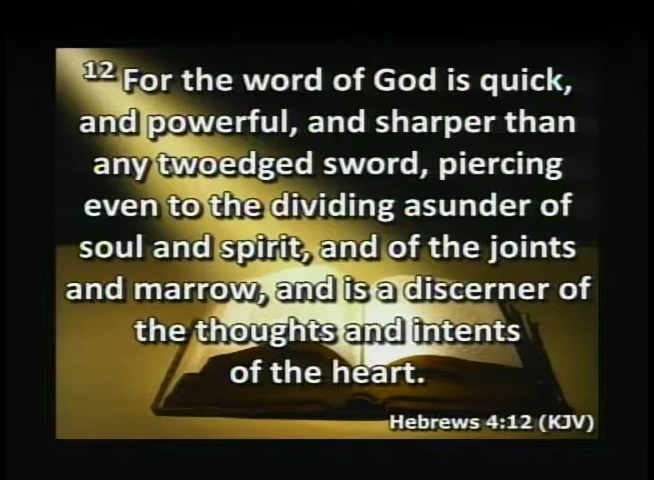 12 For the word of God is quick,
and powerful, and sharper than
any twoedged sword, piercing
even to the dividing asunder of
soul and spirit, and of the joints
and marrow, and is a discerner of
the thoughts and intents
of the heart.
Hebrews 4:12 (KJV)